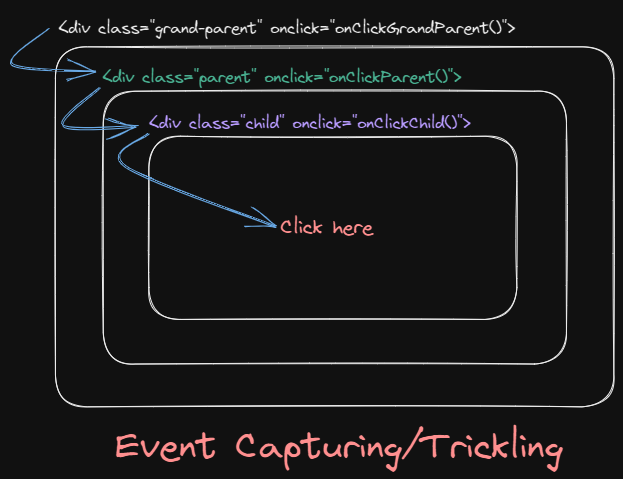 <div class="grand-parent" onclick="onClickGrandParent()">
<div class="parent" onclick="onClickParent()">
<div class="child" onclick="onClickChild()">
Click here
Event Capturing/Trickling